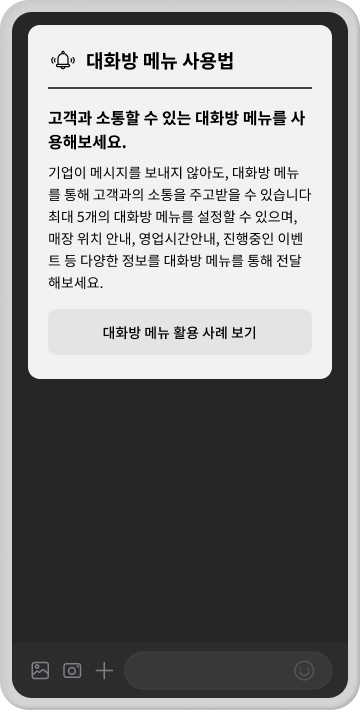 대화방 메뉴 사용법
고객과 소통할 수 있는 대화방 메뉴를 사
용해보세요.
기업이 메시지를 보내지 않아도, 대화방 메뉴
를 통해 고객과의 소통을 주고받을 수 있습니다
최대 5개의 대화방 메뉴를 설정할 수 있으며,
매장 위치 안내, 영업시간안내, 진행중인 이벤
트 등 다양한 정보를 대화방 메뉴를 통해 전달
해보세요.
대화방 메뉴 활용 사례 보기